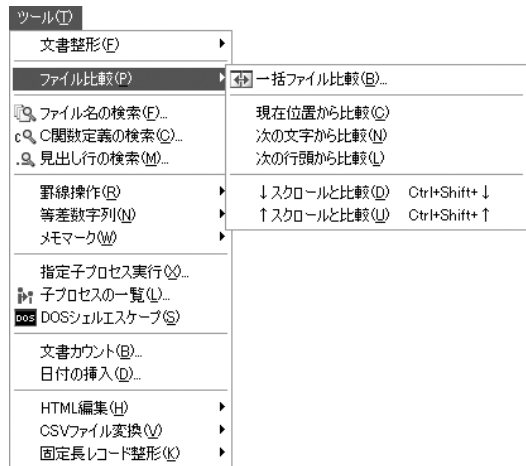 ツール(T)
文書整形(F)
ファイル比較(P)
ファイル名の検索(F)...
C関数定義の検索(C)...
見出し行の検索(M)...
罫線操作(R)
等差数字列(N)
メモマーク(W)
指定子プロセス実行(X)...
子プロセスの一覧(L)...
DOS DOSシェルエスケープ(S)
文書カウント(B)...
日付の挿入(D)...
HTML編集(H)
CSVファイル変換(V)
固定長レコード整形(K)
一括ファイル比較(B)...
現在位置から比較(C)
次の文字から比較(N)
次の行頭から比較(L)
↓スクロールと比較(D) Ctrl+Shift+↓
↑スクロールと比較(U) Ctrl+Shift+↑